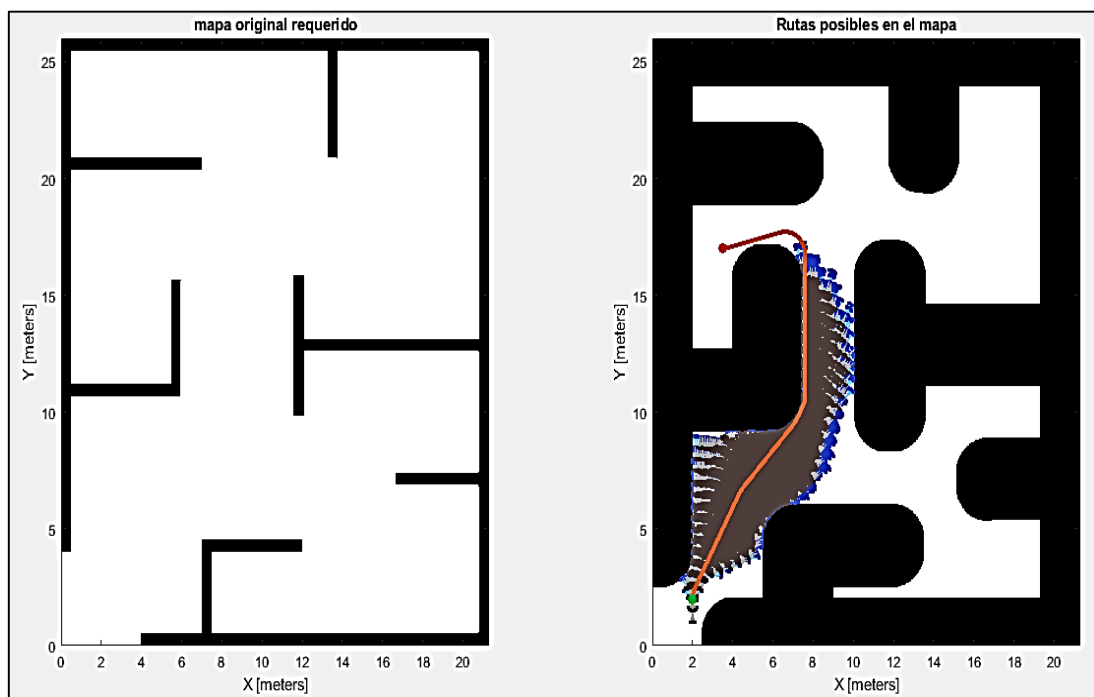 mapa original requerido
25
20
15
10
5
0
Y [meters]
0 2 4 6 8 10 12 14 16 18 20
X [meters]
Rutas posibles en el mapa
25
20
15
10
5
0
Y [meters]
0 2 4 6 8 10 12 14 16 18 20
X [meters]